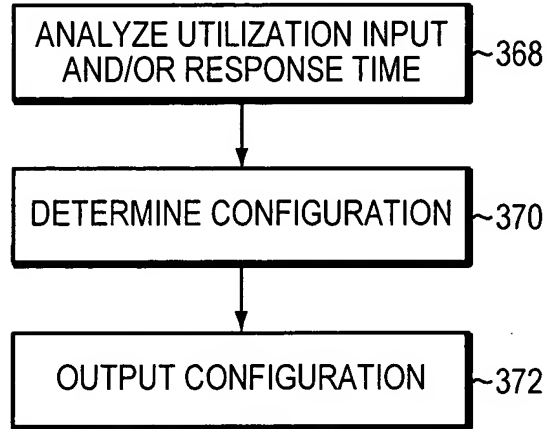 ANALYZE UTILIZATION INPUT
AND/OR RESPONSE TIME
~368
DETERMINE CONFIGURATION
~370
OUTPUT CONFIGURATION
~372